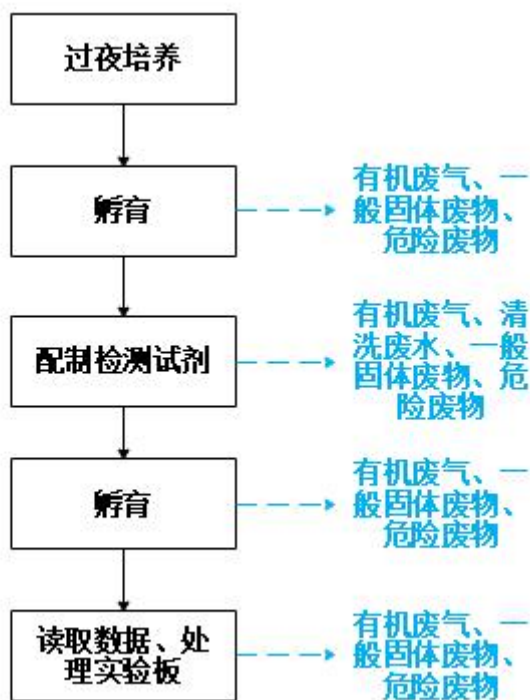 过夜培养
孵育
有机废气、一
般固体废物、
危险废物
配制检测试剂
有机废气、清
洗废水、一般
固体废物、危
险废物
孵育
有机废气、一
般固体废物、
危险废物
读取数据、处
理实验板
有机废气、一
般固体废物、
危险废物